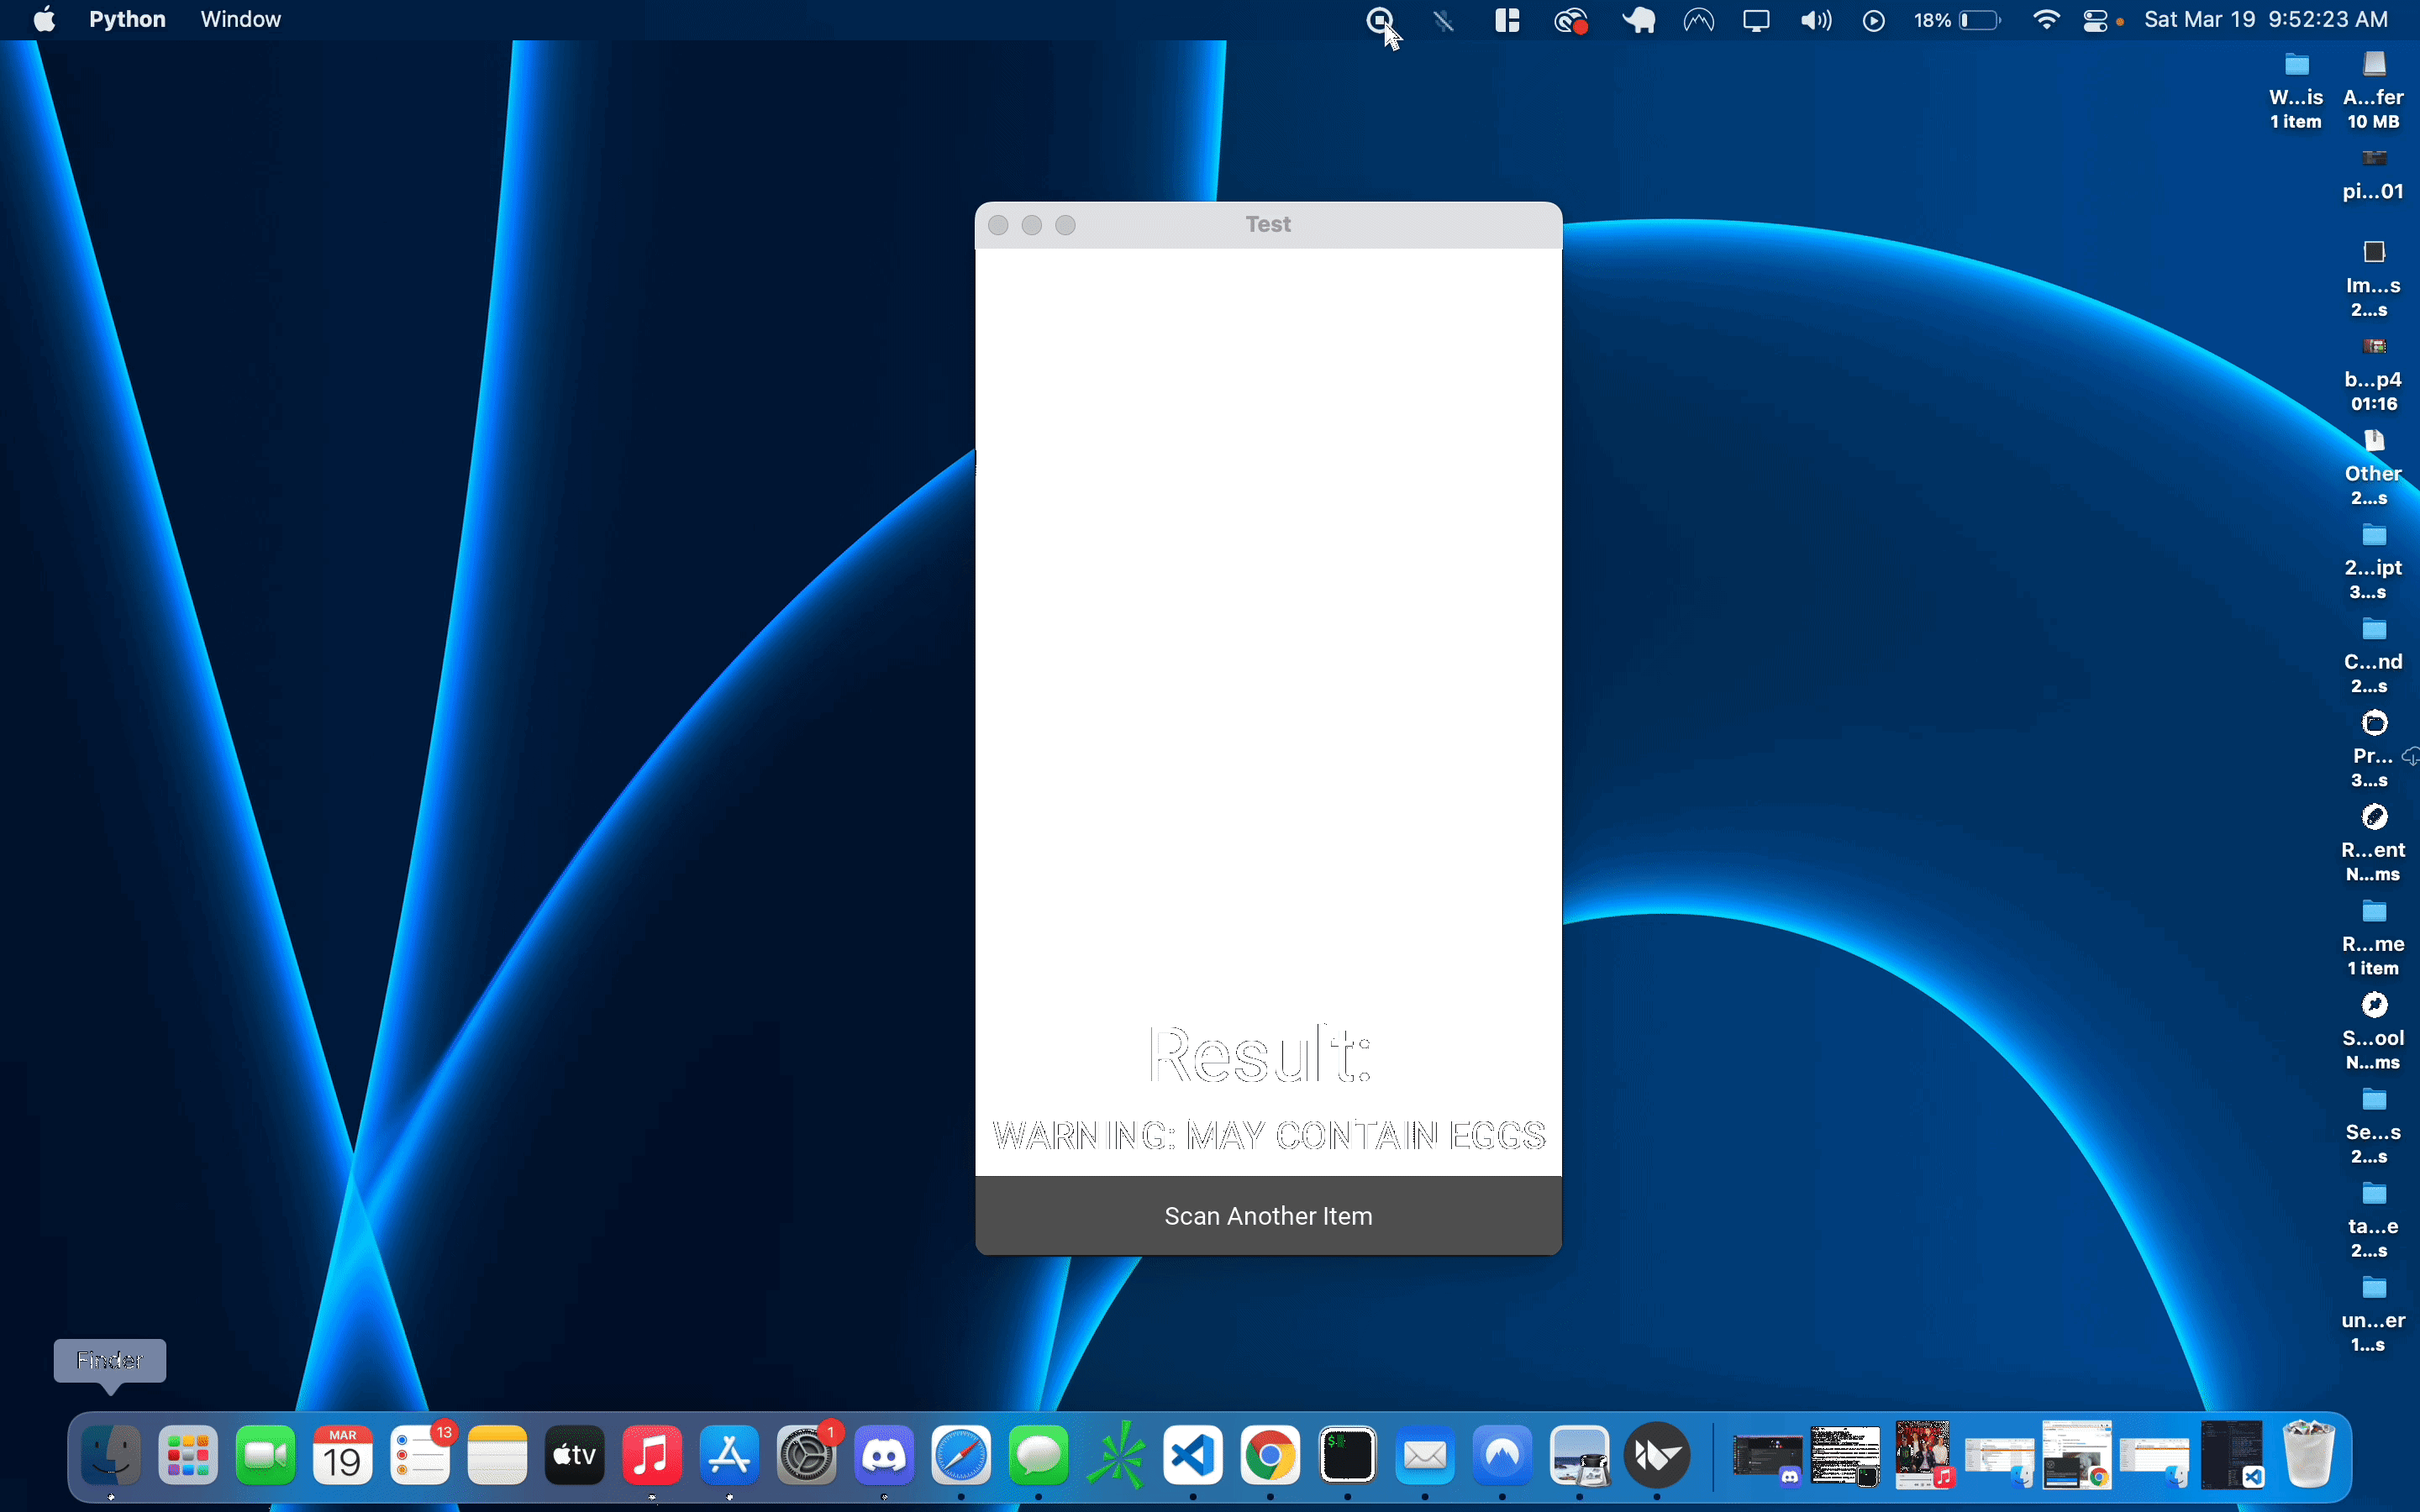 Python Window 18% Sat Mar 19 9:52:23 AM
W...is
1 item
A...fer
10 MB
pi...01
Im...s
2...s
b...p4
01:16
Other
2...s
2...ipt
3...s
C...nd
2...s
Pr...
3...s
R...ent
N...ms
R...me
1 item
S...ool
N...ms
Se...s
2...s
ta...e
2...s
un...er
1...s
Test
Result:
WARNING: MAY CONTAIN EGGS
Scan Another Item
Finder
MAR
19
13
tv
1